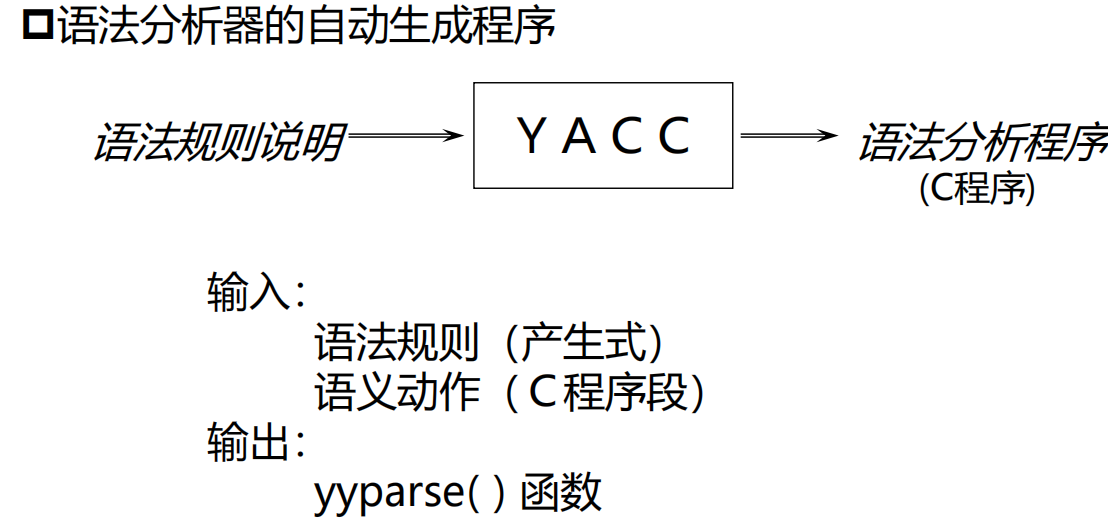 语法分析器的自动生成程序
语法规则说明
Y A C C
语法分析程序
(C程序)
输入：
语法规则（产生式）
语义动作（C程序段）
输出：
yyparse( ) 函数